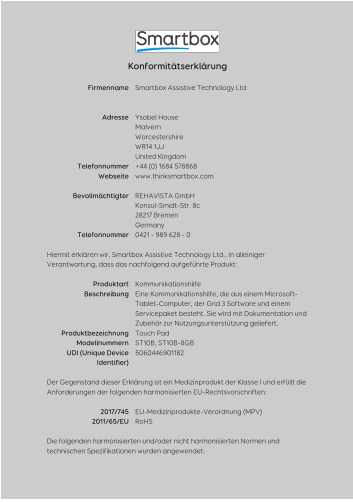 Smartbox
Konformitätserklärung
Firmenname Smartbox Assistive Technology Ltd
Adresse Ysobel House
Malvern
Worcestershire
WR14 1JJ
United Kingdom
Telefonnummer +44 (0) 1684 578868
Webseite www.thinksmartbox.com
Bevollmächtigter REHAVISTA GmbH
Konsul-Smidt-Str. 8c
28217 Bremen
Germany
Telefonnummer 0421 - 989 628 - 0
Hiermit erklären wir, Smartbox Assistive Technology Ltd., in alleiniger
Verantwortung, dass das nachfolgend aufgeführte Produkt:
Produktart Kommunikationshilfe
Beschreibung Eine Kommunikationshilfe, die aus einem Microsoft-
Tablet-Computer, der Grid 3 Software und einem
Servicepaket besteht. Sie wird mit Dokumentation und
Zubehör zur Nutzungsunterstützung geliefert.
Produktbezeichnung Touch Pad
Modellnummern ST10B, ST10B-8GB
UDI (Unique Device 5060446901182
Identifier)
Der Gegenstand dieser Erklärung ist ein Medizinprodukt der Klasse I und erfüllt die
Anforderungen der folgenden harmonisierten EU-Rechtsvorschriften:
2017/745 EU-Medizinprodukte-Verordnung (MPV)
2011/65/EU RoHS
Die folgenden harmonisierten und/oder nicht harmonisierten Normen und
technischen Spezifikationen wurden angewendet: